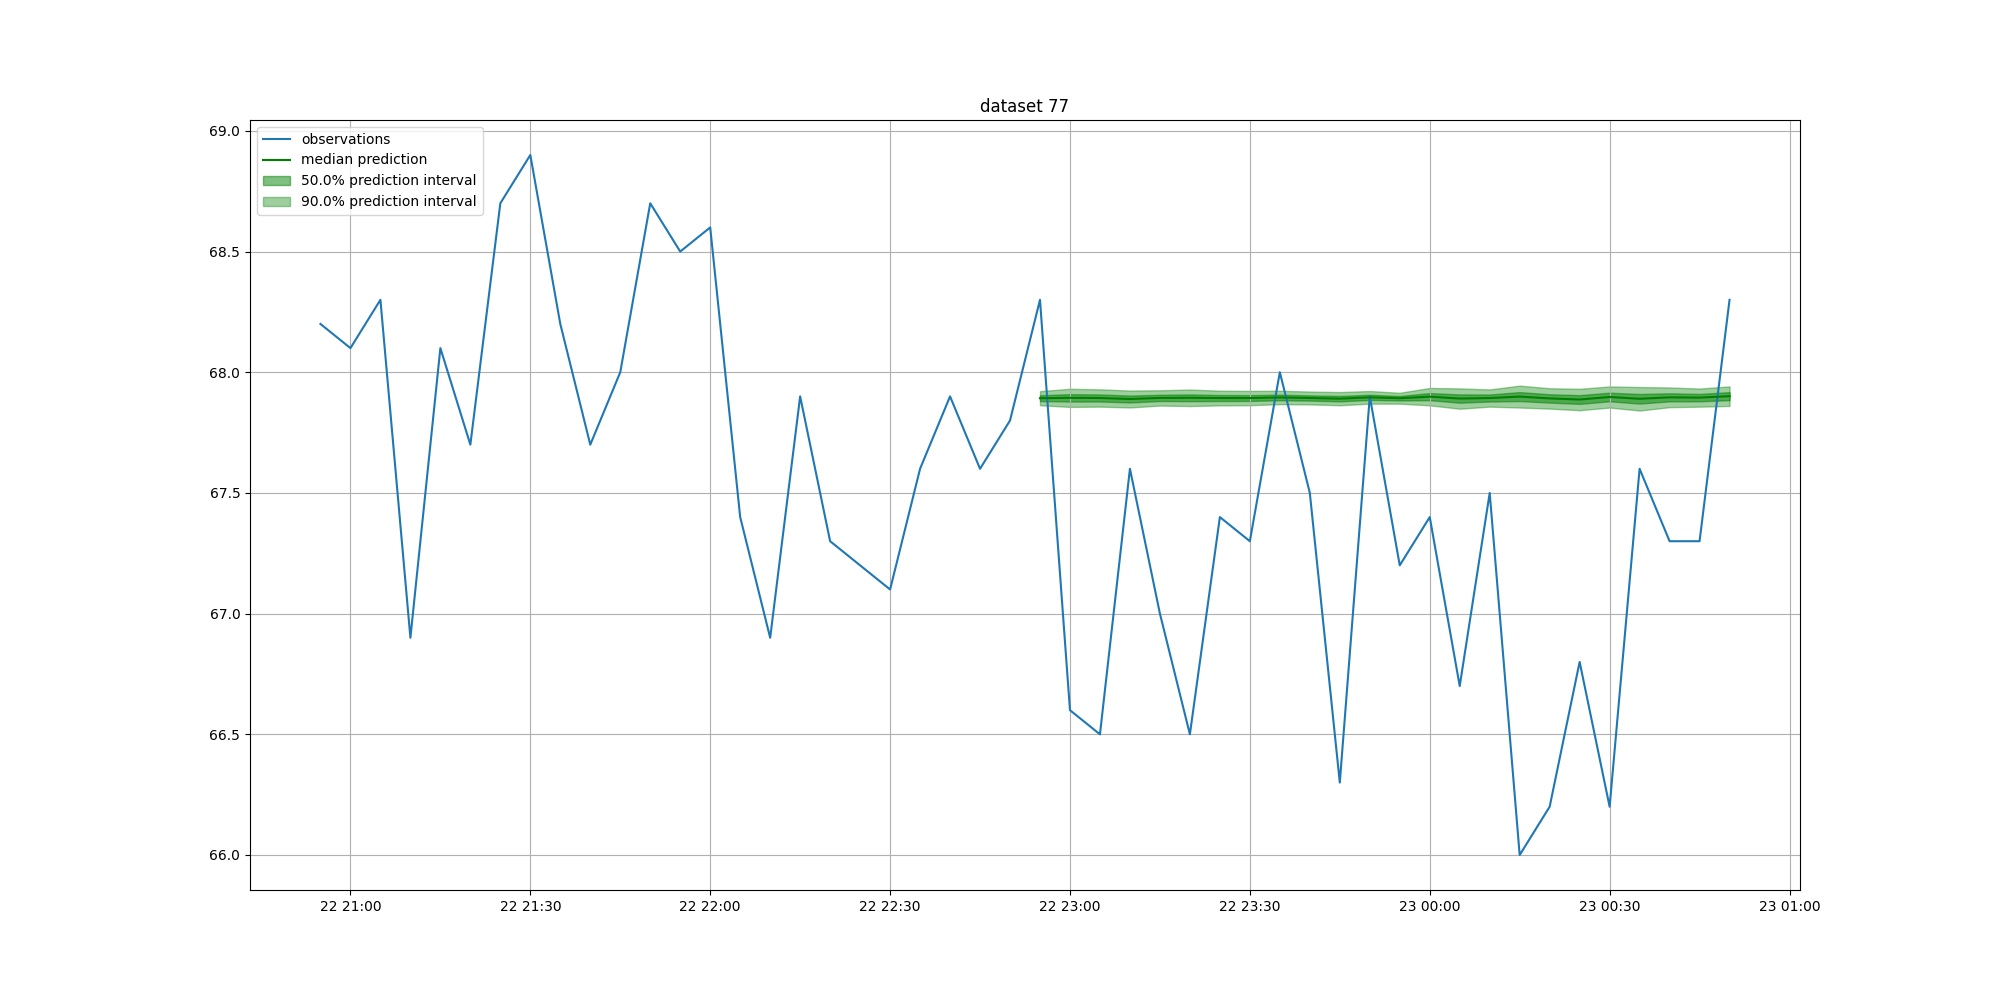 dataset 77
69.0
68.5
68.0
67.5
67.0
66.5
66.0
observations
median prediction
50.0% prediction interval
90.0% prediction interval
22 21:00 22 21:30 22 22:00 22 22:30 22 23:00 22 23:30 23 00:00 23 00:30 23 01:00